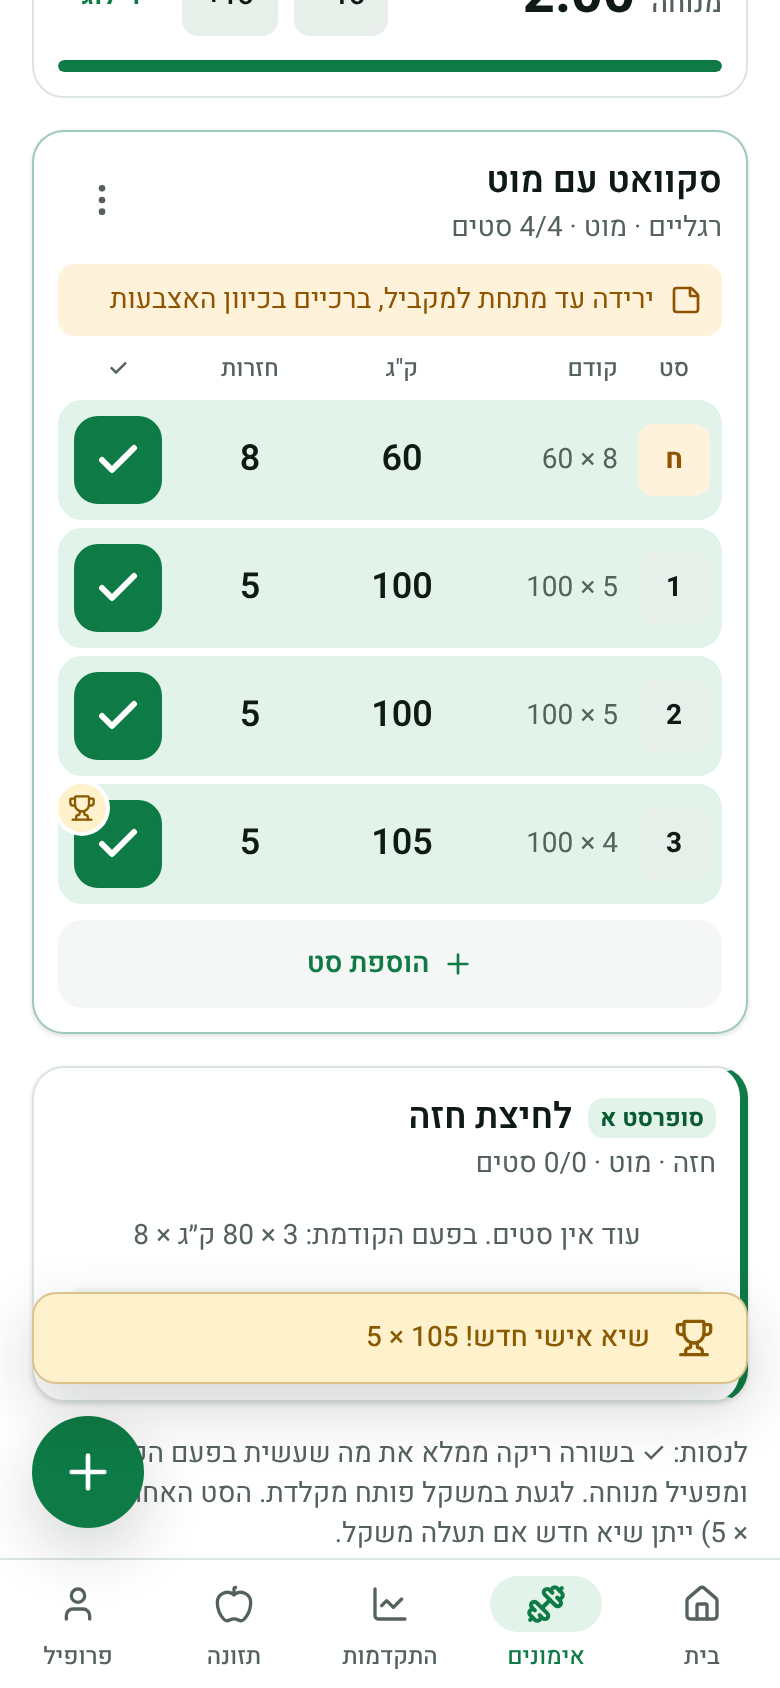 מנוחה 2:00
סקוואט עם מוט
רגליים · מוט · 4/4 סטים
ירידה עד מתחת למקביל, ברכיים בכיוון האצבעות
סט קודם ק"ג חזרות ✓
ח 60 × 8 60 8
1 100 × 5 100 5
2 100 × 5 100 5
3 100 × 4 105 5
+ הוספת סט
סופרסט א לחיצת חזה
חזה · מוט · 0/0 סטים
עוד אין סטים. בפעם הקודמת: 3 × 80 ק״ג × 8
שיא אישי חדש! 105 × 5
לנסות: ✓ בשורה ריקה ממלא את מה שעשית בפעם
ומפעיל מנוחה. לגעת במשקל פותח מקלדת. הסט
× 5) ייתן שיא חדש אם תעלה משקל.
בית אימונים התקדמות תזונה פרופיל